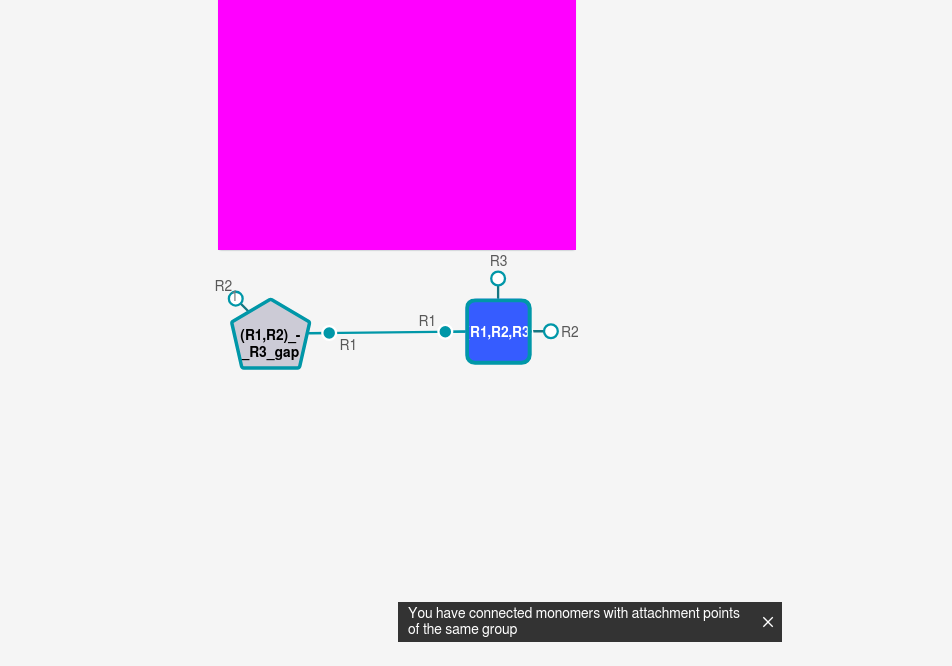 R3
R2
(R1,R2)_-
_R3_gap
R1
R1
R1,R2,R3
R2
You have connected monomers with attachment points
of the same group